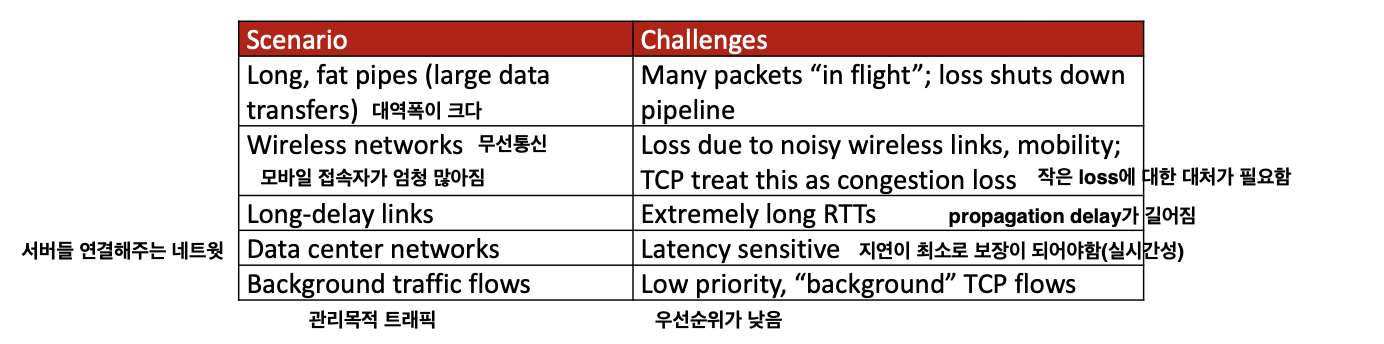 Scenario Challenges
Long, fat pipes (large data Many packets “in flight”; loss shuts down
transfers) 대역폭이 크다 pipeline
Wireless networks 무선통신 Loss due to noisy wireless links, mobility;
모바일 접속자가 엄청 많아짐 TCP treat this as congestion loss 작은 loss에 대한 대처가 필요함
Long-delay links Extremely long RTTs propagation delay가 길어짐
서버들 연결해주는 네트웟 Data center networks Latency sensitive 지연이 최소로 보장이 되어야함(실시간성)
Background traffic flows Low priority, “background” TCP flows
관리목적 트래픽 우선순위가 낮음